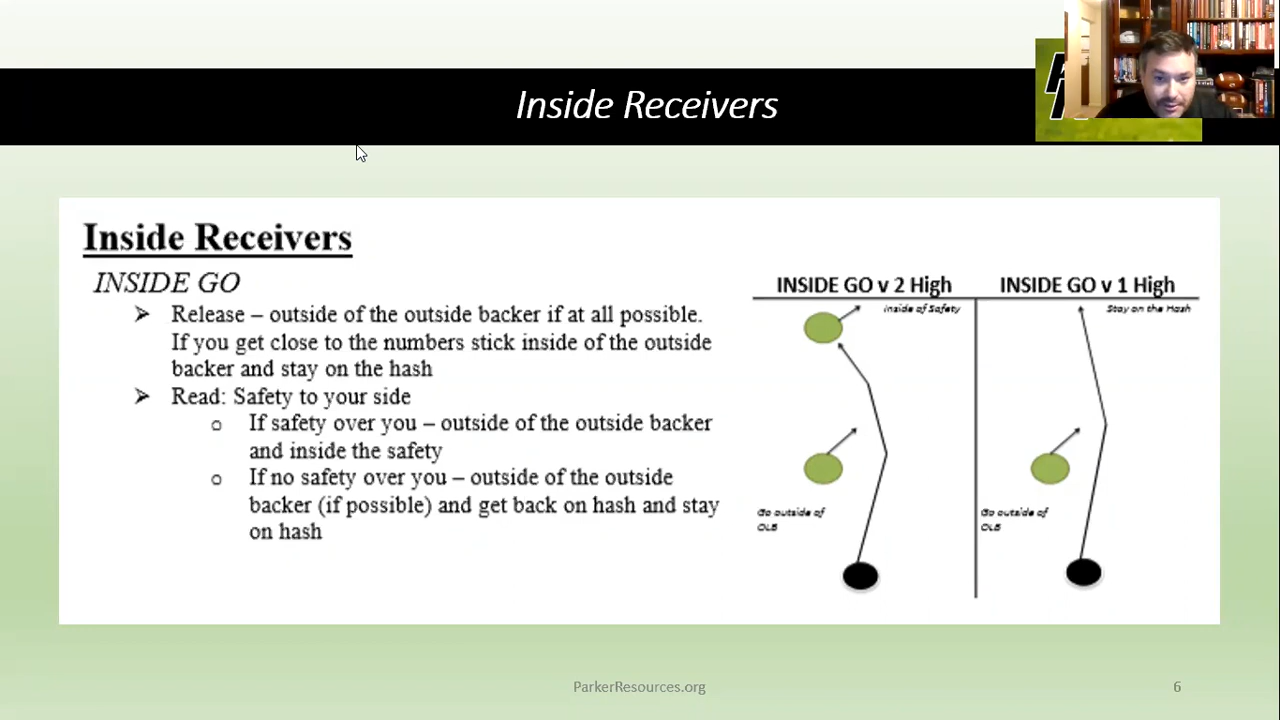 Inside Receivers
Inside Receivers
INSIDE GO
➢ Release – outside of the outside backer if at all possible.
If you get close to the numbers stick inside of the outside
backer and stay on the hash
➢ Read: Safety to your side
o If safety over you – outside of the outside backer
and inside the safety
o If no safety over you – outside of the outside
backer (if possible) and get back on hash and stay
on hash
INSIDE GO v 2 High
Inside of Safety
Go outside of
OLB
INSIDE GO v 1 High
Stay on the Hash
Go outside of
OLB
ParkerResources.org
6